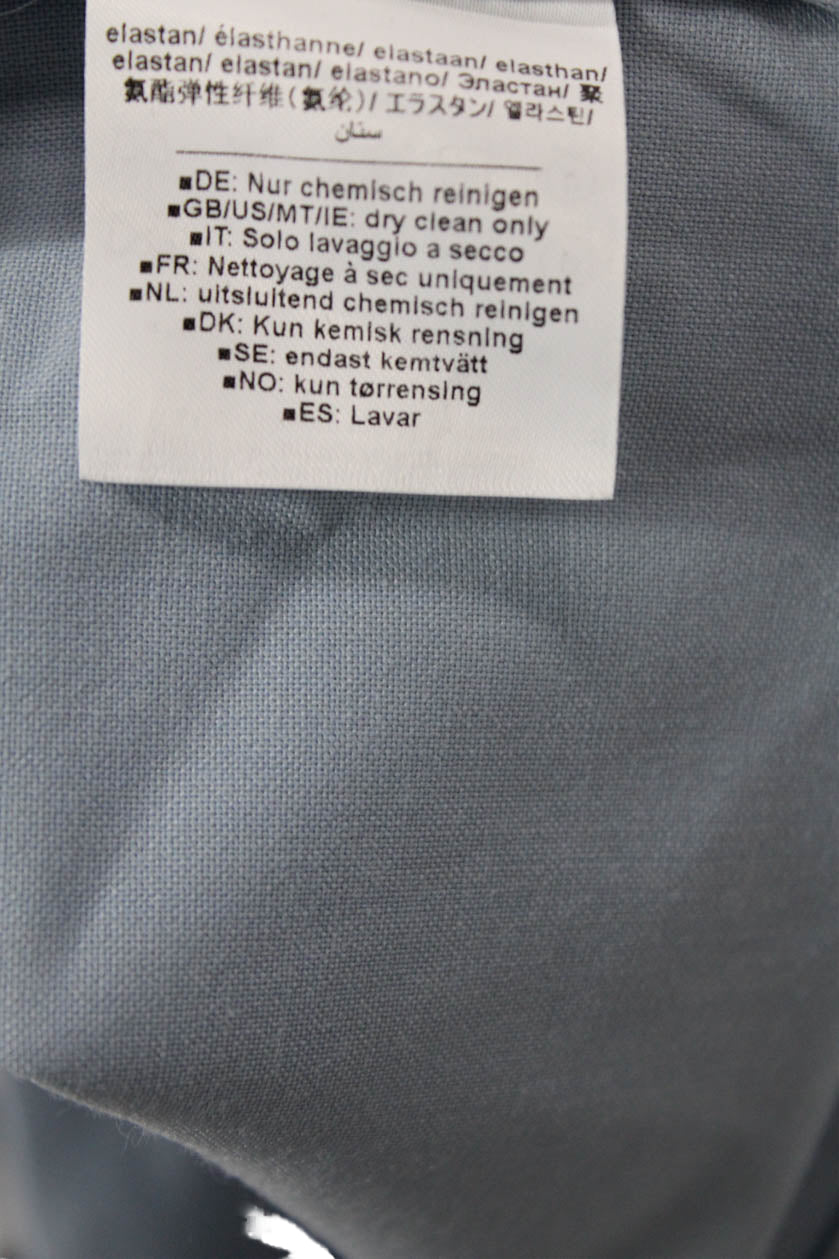 elastan/ élasthanne/ elastaan/ elasthan/
elastan/ elastan/ elastano/ Эластан/ 聚
氨酯弹性纤维(氨纶)/ エラスタン/ 엘라스틴/
ستان
■DE: Nur chemisch reinigen
■GB/US/MT/IE: dry clean only
■IT: Solo lavaggio a secco
■FR: Nettoyage à sec uniquement
■NL: uitsluitend chemisch reinigen
■DK: Kun kemisk rensning
■SE: endast kemtvätt
■NO: kun tørrensing
■ES: Lavar